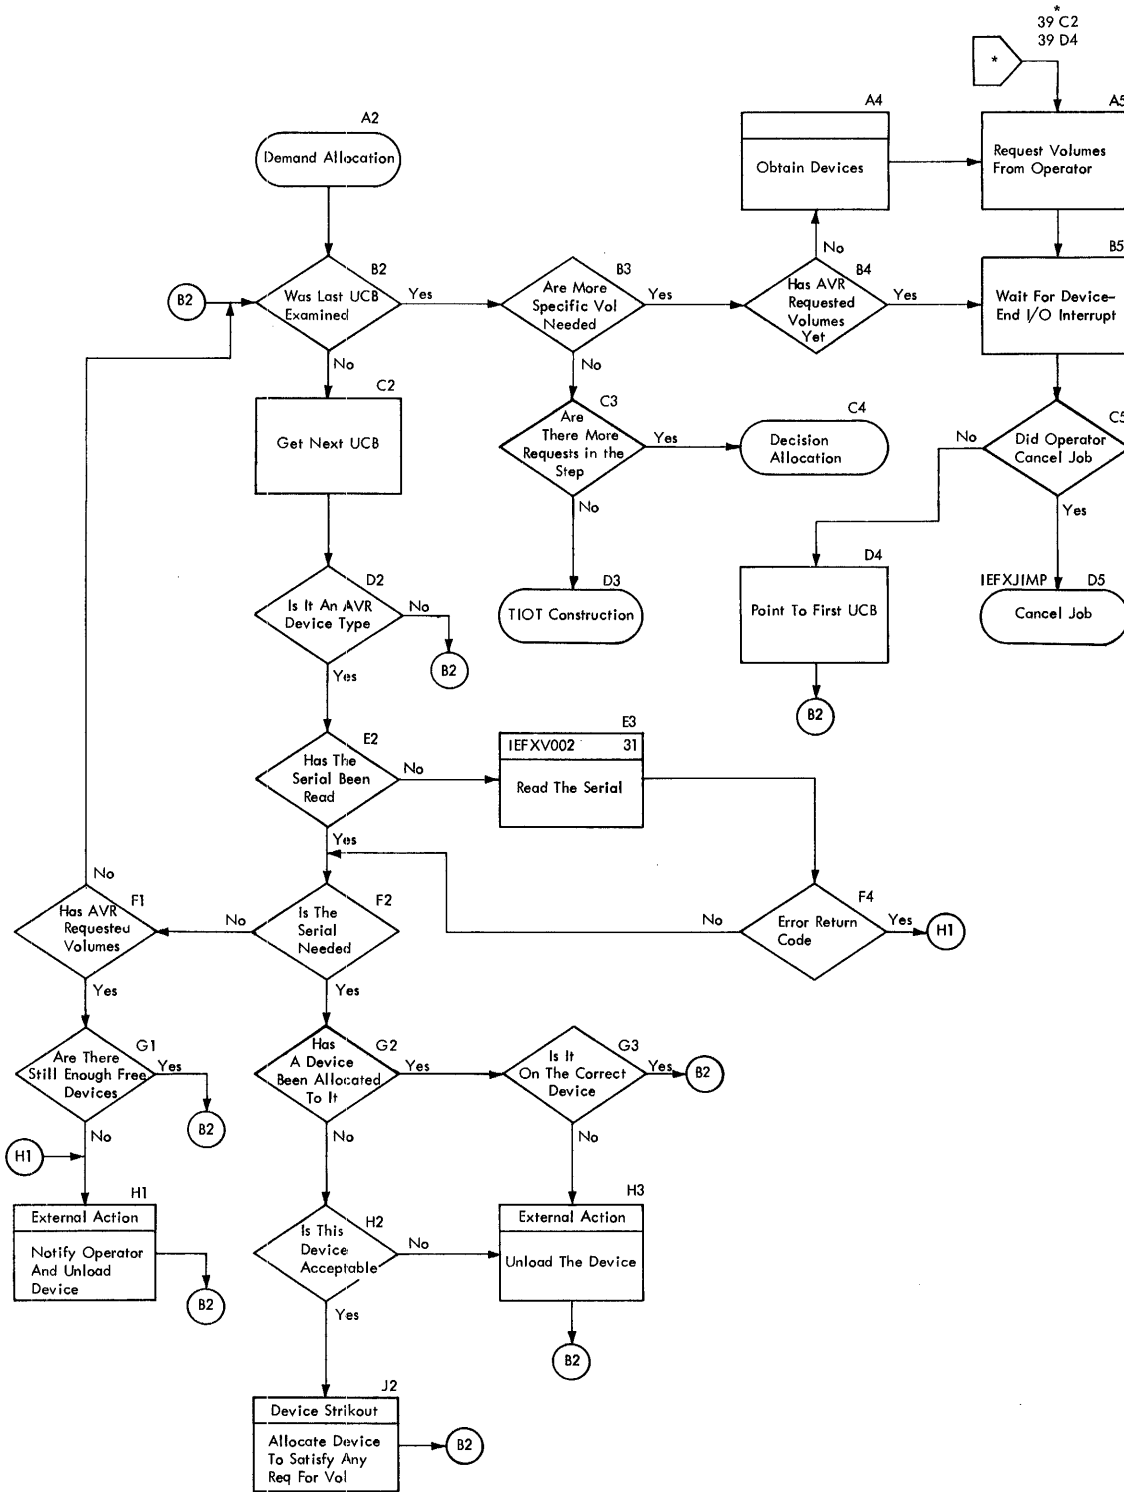 *
39 C2
39 D4
*
A2
Demand Allocation
A4
Obtain Devices
A5
Request Volumes
From Operator
B2
B2
Was Last UCB
Examined
Yes
No
B3
Are More
Specific Vol
Needed
Yes
No
B4
Has AVR
Requested
Volumes
Yet
No
Yes
B5
Wait For Device-
End I/O Interrupt
C2
Get Next UCB
C3
Are
There More
Requests in the
Step
Yes
No
C4
Decision
Allocation
C5
Did Operator
Cancel Job
No
Yes
D2
Is It An AVR
Device Type
No
B2
Yes
D3
TIOT Construction
D4
Point To First UCB
B2
IEFXJIMP
D5
Cancel Job
E2
Has The
Serial Been
Read
No
Yes
E3
IEFXV002
31
Read The Serial
No
F1
Has AVR
Requested
Volumes
Yes
F2
Is The
Serial
Needed
No
Yes
F4
Error Return
Code
No
Yes
H1
G1
Are There
Still Enough Free
Devices
Yes
B2
No
G2
Has
A Device
Been Allocated
To It
Yes
No
G3
Is It
On The Correct
Device
Yes
B2
No
H1
H1
External Action
Notify Operator
And Unload
Device
B2
H2
Is This
Device
Acceptable
No
Yes
H3
External Action
Unload The Device
B2
J2
Device Strikout
Allocate Device
To Satisfy Any
Req For Vol
B2